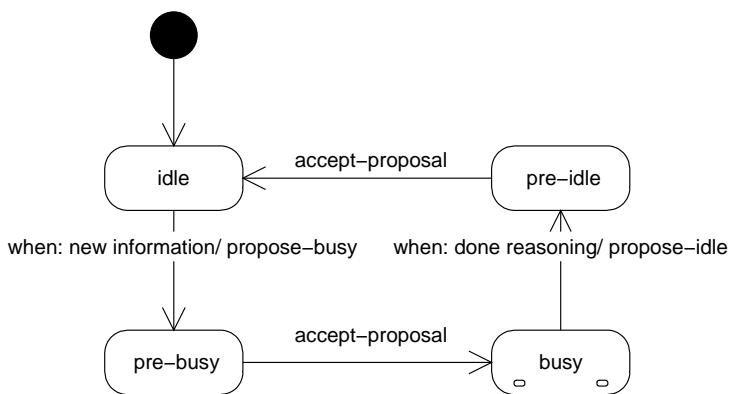 idle
accept−proposal
pre−idle
when: new information/ propose−busy
when: done reasoning/ propose−idle
pre−busy
accept−proposal
busy